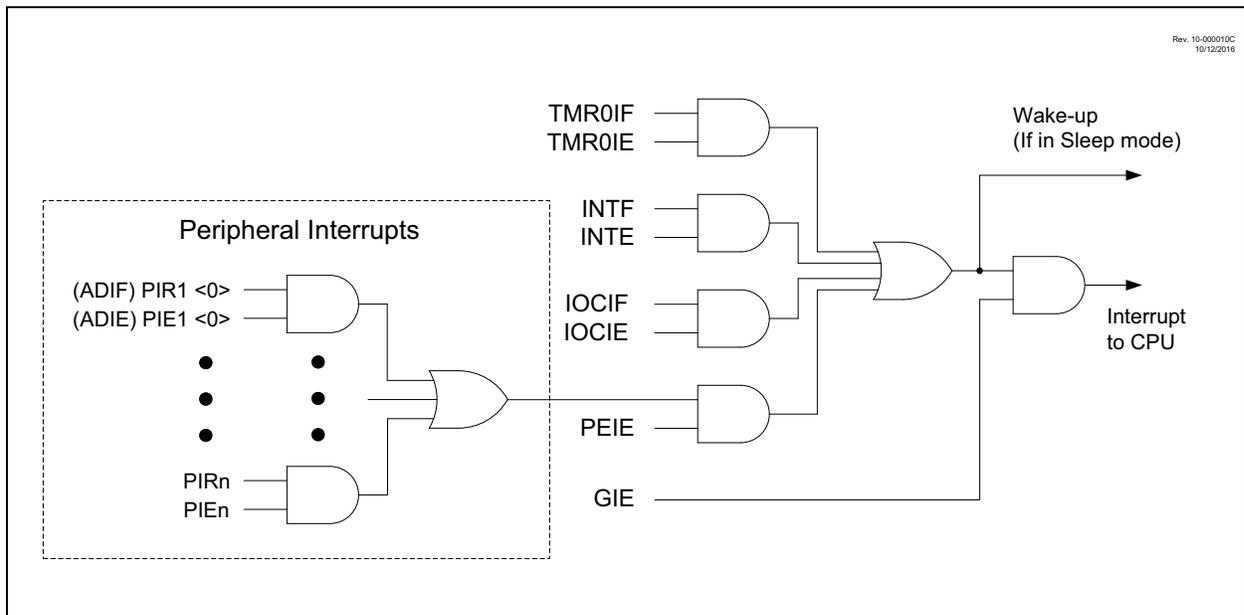 Rev. 10-000010C
10/12/2016
TMR0IF
TMR0IE
Wake-up
(If in Sleep mode)
INTF
INTE
Peripheral Interrupts
(ADIF) PIR1 <0>
(ADIE) PIE1 <0>
IOCIF
IOCIE
Interrupt
to CPU
PEIE
PIRn
PIEn
GIE